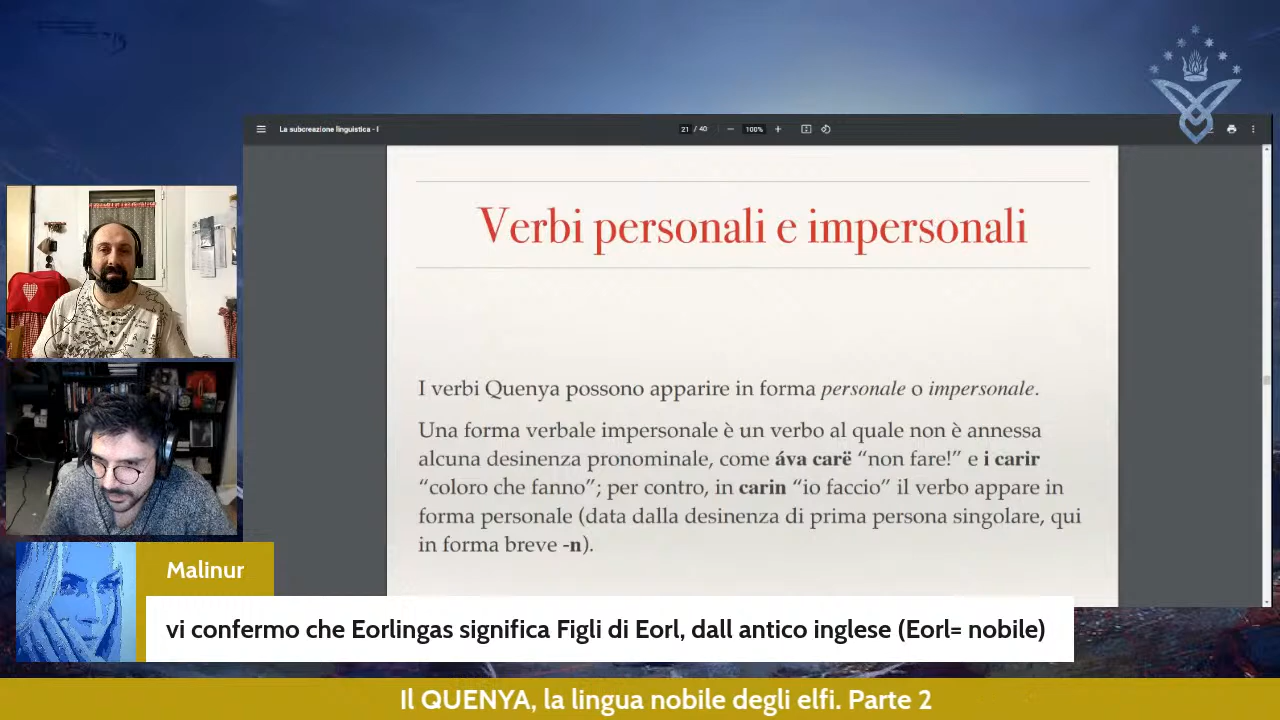 La subcreazione linguistica - I
21 / 40
100%
Verbi personali e impersonali
I verbi Quenya possono apparire in forma personale o impersonale.
Una forma verbale impersonale è un verbo al quale non è annessa
alcuna desinenza pronominale, come áva carë “non fare!” e i carir
“coloro che fanno”; per contro, in carin “io faccio” il verbo appare in
forma personale (data dalla desinenza di prima persona singolare, qui
in forma breve -n).
Malinur
vi confermo che Eorlingas significa Figli di Eorl, dall antico inglese (Eorl= nobile)
Il QUENYA, la lingua nobile degli elfi. Parte 2